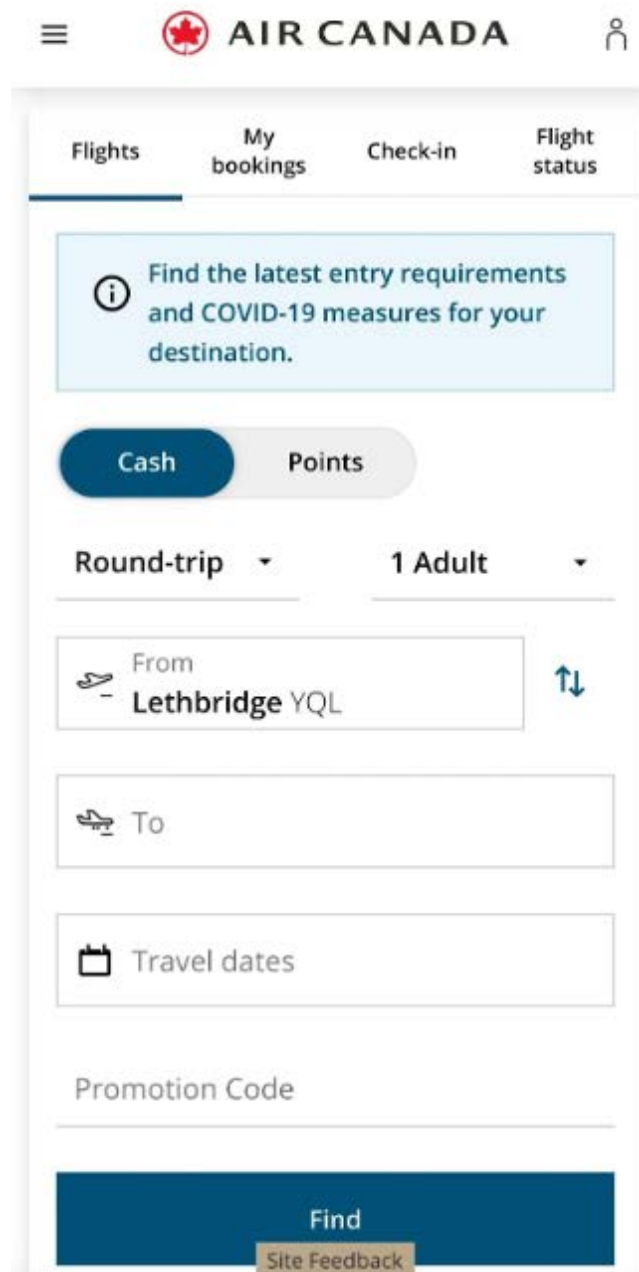 AIR CANADA
Flights
My
bookings
Check-in
Flight
status
Find the latest entry requirements
and COVID-19 measures for your
destination.
Cash
Points
Round-trip
1 Adult
From
Lethbridge YQL
To
Travel dates
Promotion Code
Find
Site Feedback